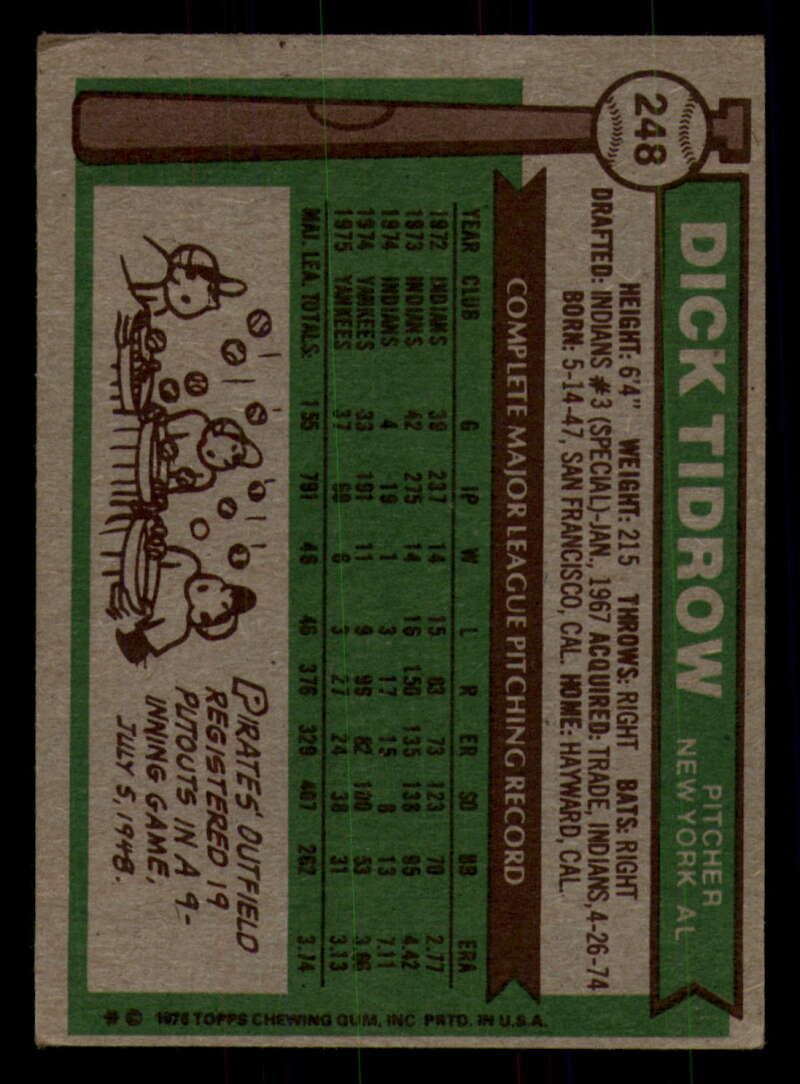 248
DICK TIDROW
PITCHER
NEW YORK AL
HEIGHT: 6'4" WEIGHT: 215 THROWS: RIGHT BATS: RIGHT
DRAFTED: INDIANS #3 (SPECIAL)-JAN., 1967 ACQUIRED: TRADE, INDIANS, 4-26-74
BORN: 5-14-47, SAN FRANCISCO, CAL. HOME: HAYWARD, CAL.
COMPLETE MAJOR LEAGUE PITCHING RECORD
YEAR CLUB G IP W L R ER SO BB ERA
1972 INDIANS 39 237 14 15 83 73 123 70 2.77
1973 INDIANS 42 275 14 16 150 135 138 95 4.42
1974 INDIANS 4 19 1 3 17 15 8 13 7.11
1974 YANKEES 33 191 11 9 99 82 100 53 3.86
1975 YANKEES 37 69 6 3 27 24 38 31 3.13
MAJ. LEA. TOTALS. 155 791 46 46 376 329 407 262 3.74
PIRATES' OUTFIELD
REGISTERED 19
PUTOUTS IN A 9-
INNING GAME,
JULY 5, 1948.
# © 1976 TOPPS CHEWING GUM, INC PRTD. IN U.S.A.